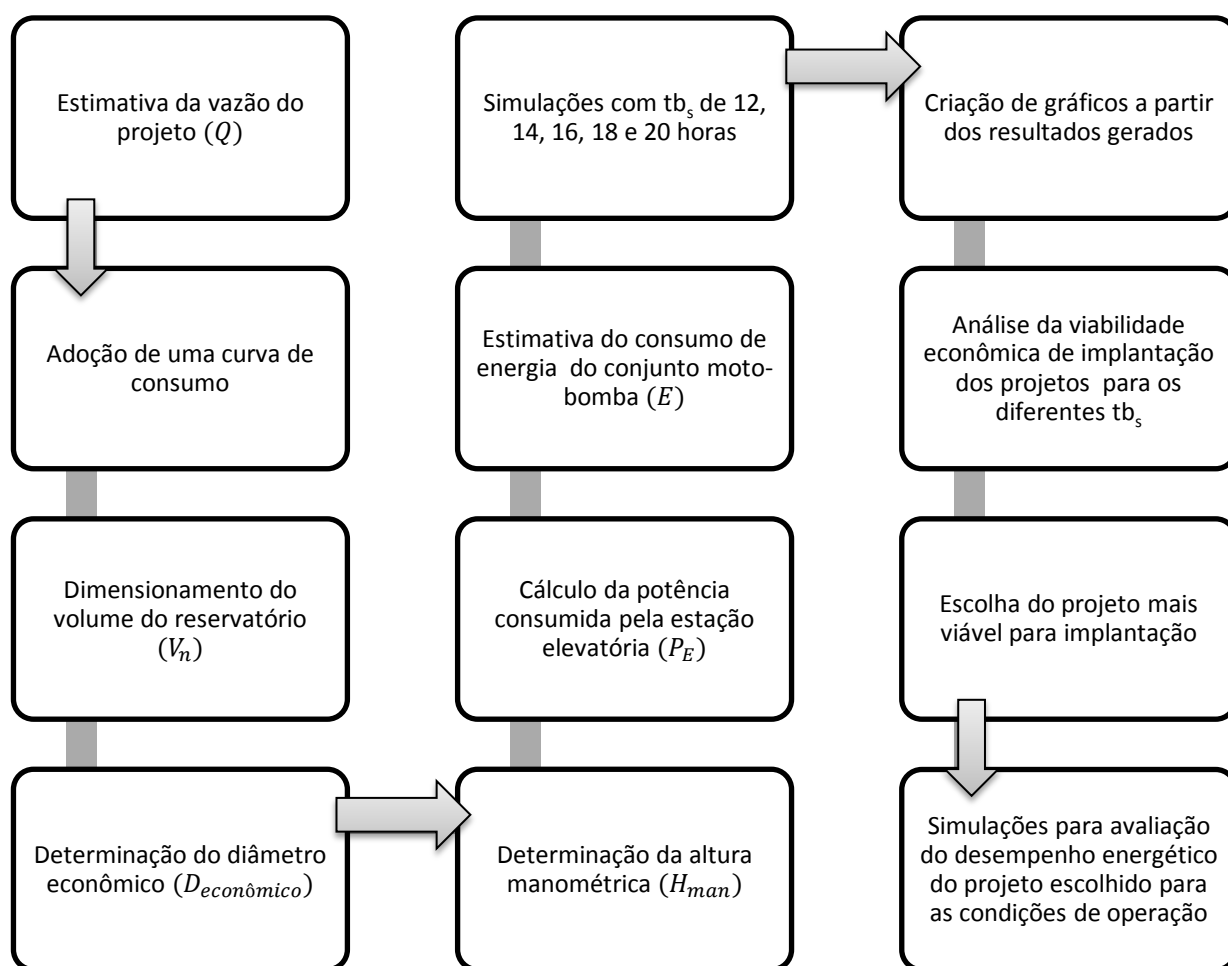 Estimativa da vazão do
projeto (Q)
Adoção de uma curva de
consumo
Dimensionamento do
volume do reservatório
(Vₙ)
Determinação do diâmetro
econômico (D_econômico)
Determinação da altura
manométrica (H_man)
Cálculo da potência
consumida pela estação
elevatória (P_E)
Estimativa do consumo de
energia do conjunto moto-
bomba (E)
Simulações com tbₛ de 12,
14, 16, 18 e 20 horas
Criação de gráficos a partir
dos resultados gerados
Análise da viabilidade
econômica de implantação
dos projetos para os
diferentes tbₛ
Escolha do projeto mais
viável para implantação
Simulações para avaliação
do desempenho energético
do projeto escolhido para
as condições de operação